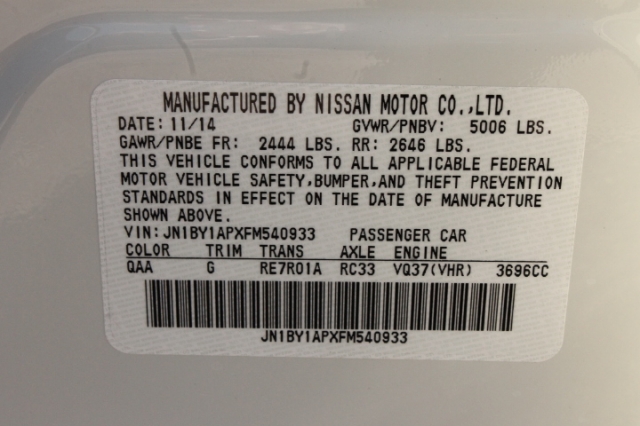 MANUFACTURED BY NISSAN MOTOR CO.,LTD.
DATE: 11/14 GVWR/PNBV: 5006 LBS.
GAWR/PNBE FR: 2444 LBS. RR: 2646 LBS.
THIS VEHICLE CONFORMS TO ALL APPLICABLE FEDERAL
MOTOR VEHICLE SAFETY,BUMPER,AND THEFT PREVENTION
STANDARDS IN EFFECT ON THE DATE OF MANUFACTURE
SHOWN ABOVE.
VIN:JN1BY1APXFM540933 PASSENGER CAR
COLOR TRIM TRANS AXLE ENGINE
QAA G RE7R01A RC33 VQ37(VHR) 3696CC
JN1BY1APXFM540933